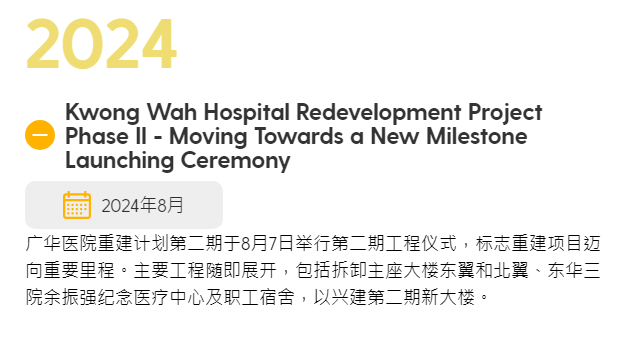 2024
Kwong Wah Hospital Redevelopment Project
Phase II - Moving Towards a New Milestone
Launching Ceremony
2024年8月
广华医院重建计划第二期于8月7日举行第二期工程仪式，标志重建项目迈
向重要里程。主要工程随即展开，包括拆卸主座大楼东翼和北翼、东华三
院余振强纪念医疗中心及职工宿舍，以兴建第二期新大楼。